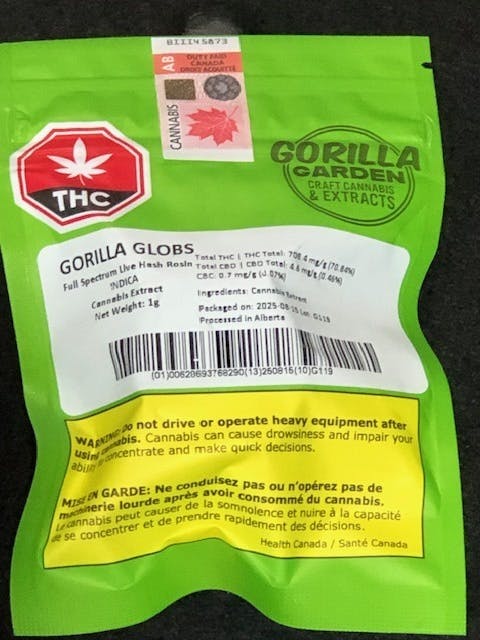 BIIIY5873
AB
DUTY PAID
CANADA
DROIT ACQUITTÉ
CANNABIS
THC
GORILLA
GARDEN
CRAFT CANNABIS
& EXTRACTS
GORILLA GLOBS
Full Spectrum Live Hash Rosin
INDICA
Cannabis Extract
Net Weight: 1g
Total THC | THC Total: 708.4 mg/g (70.84%)
Total CBD | CBD Total: 4.6 mg/g (0.46%)
CBC: 0.7 mg/g (0.07%)
Ingredients: Cannabis Extract
Packaged on: 2025-08-15 Lot: G119
Processed in Alberta
(13)250815(10)G119
WARNING: Do not drive or operate heavy equipment after
using cannabis. Cannabis can cause drowsiness and impair your
ability to concentrate and make quick decisions.
MISE EN GARDE: Ne conduisez pas ou n'opérez pas de
machinerie lourde après avoir consommé du cannabis.
Le cannabis peut causer de la somnolence et nuire à la capacité
de se concentrer et de prendre rapidement des décisions.
Health Canada / Santé Canada